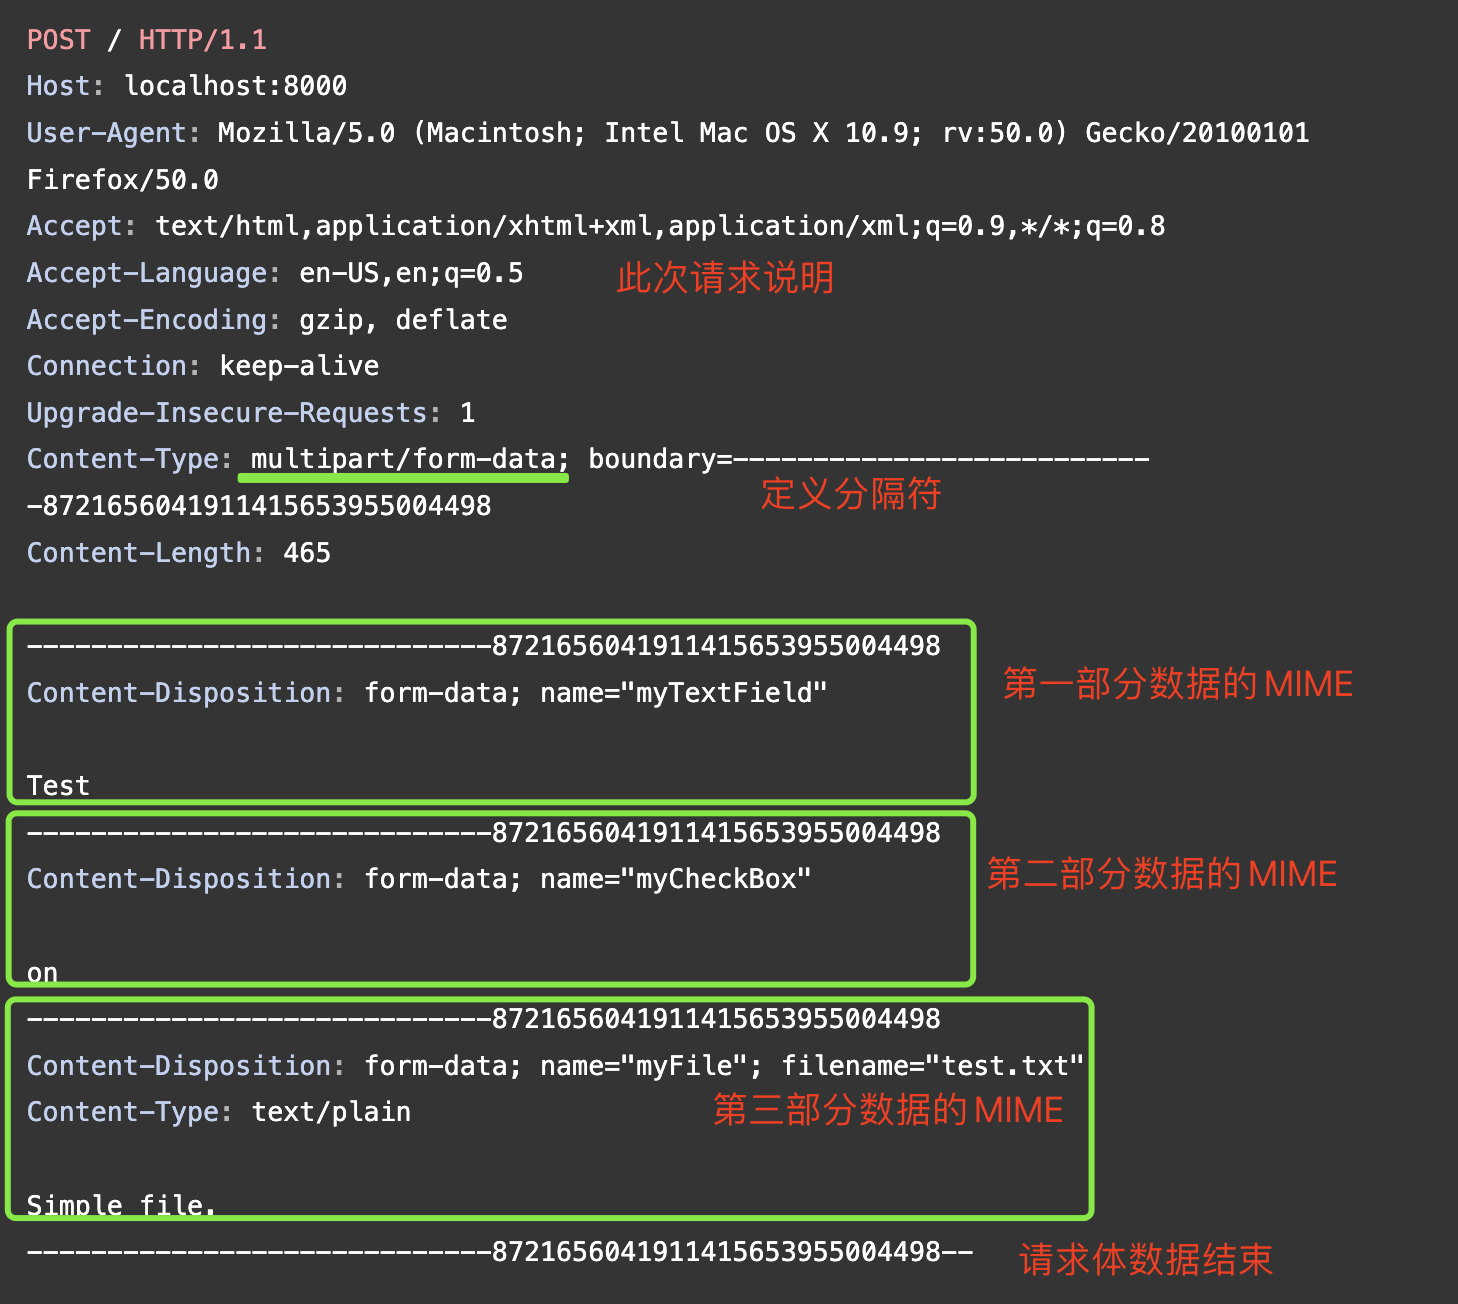 POST / HTTP/1.1
Host: localhost:8000
User-Agent: Mozilla/5.0 (Macintosh; Intel Mac OS X 10.9; rv:50.0) Gecko/20100101
Firefox/50.0
Accept: text/html,application/xhtml+xml,application/xml;q=0.9,*/*;q=0.8
Accept-Language: en-US,en;q=0.5
此次请求说明
Accept-Encoding: gzip, deflate
Connection: keep-alive
Upgrade-Insecure-Requests: 1
Content-Type: multipart/form-data; boundary=--------------------------
-8721656041911415653955004498
定义分隔符
Content-Length: 465
-----------------------------8721656041911415653955004498
Content-Disposition: form-data; name="myTextField"
第一部分数据的MIME
Test
-----------------------------8721656041911415653955004498
Content-Disposition: form-data; name="myCheckBox"
第二部分数据的MIME
on
-----------------------------8721656041911415653955004498
Content-Disposition: form-data; name="myFile"; filename="test.txt"
Content-Type: text/plain
第三部分数据的MIME
Simple file.
-----------------------------8721656041911415653955004498--
请求体数据结束